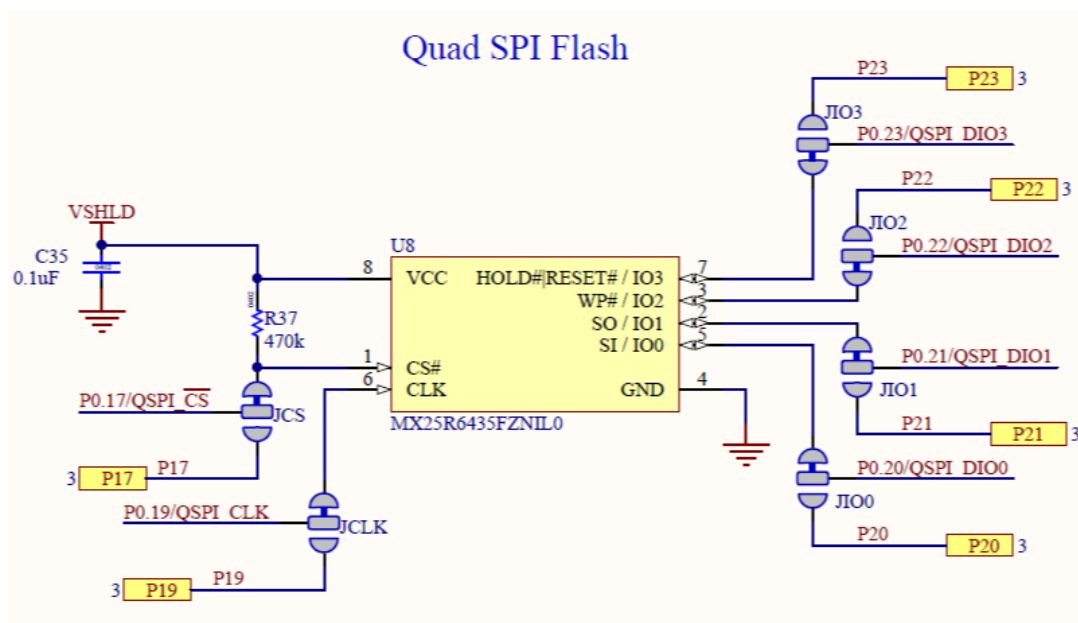 Quad SPI Flash
P23
P23 3
JIO3
P0.23/QSPI_DIO3
P22
P22 3
JIO2
P0.22/QSPI_DIO2
VSHLD
C35
0.1uF
0402
U8
8 VCC
HOLD#|RESET# / IO3 7
WP# / IO2 3
SO / IO1 2
SI / IO0 5
0402
R37
470k
1 CS#
6 CLK
GND 4
MX25R6435FZNIL0
P0.17/QSPI_CS
JCS
3 P17
P17
P0.19/QSPI_CLK
JCLK
3 P19
P19
P0.21/QSPI_DIO1
JIO1
P21
P21 3
P0.20/QSPI_DIO0
JIO0
P20
P20 3